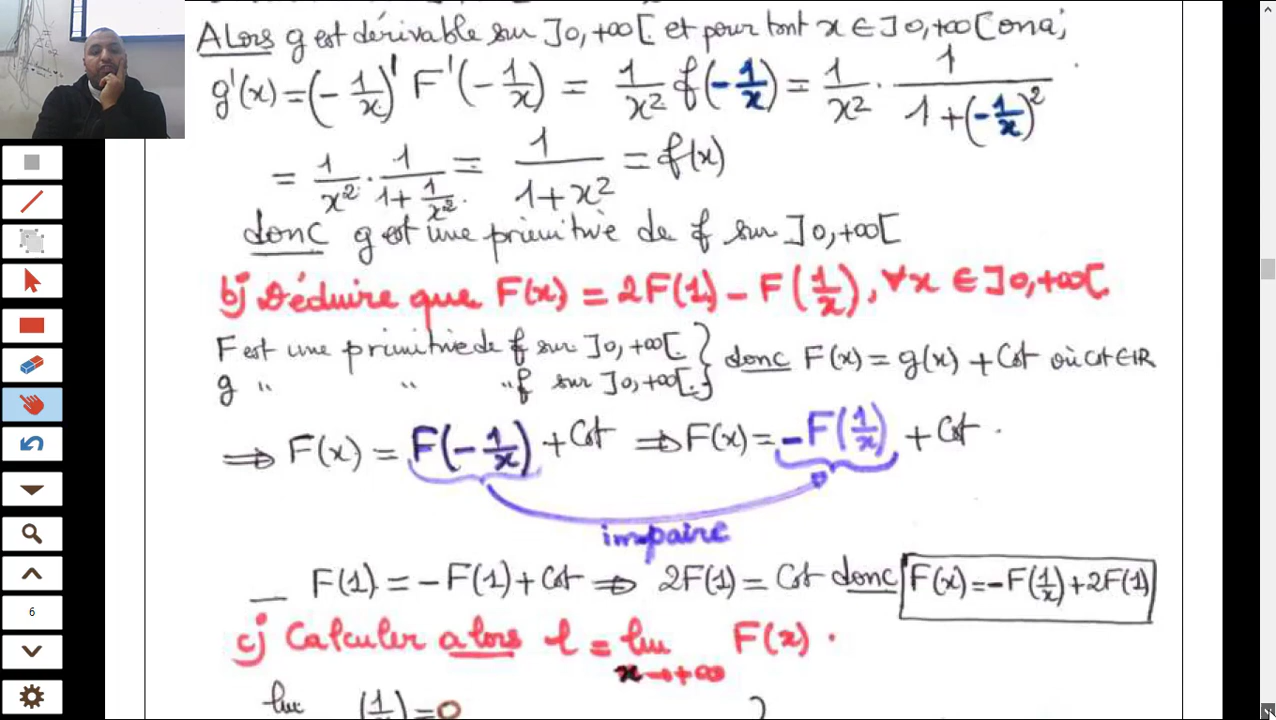 Alors g est dérivable sur ]0,+∞[ et pour tout x ∈ ]0,+∞[ on a;
g'(x) = (-1/x)' F'(-1/x) = 1/x² f(-1/x) = 1/x² · 1/(1+(-1/x)²)
= 1/x² · 1/(1+1/x²) = 1/(1+x²) = f(x)
donc g est une primitive de f sur ]0,+∞[
b) Déduire que F(x) = 2F(1) - F(1/x), ∀x ∈ ]0,+∞[.
F est une primitive de f sur ]0,+∞[. } donc F(x) = g(x) + Cst où Cst ∈ IR
g " " " f sur ]0,+∞[.
⇒ F(x) = F(-1/x) + Cst ⇒ F(x) = -F(1/x) + Cst .
impaire
_ F(1) = -F(1) + Cst ⇒ 2F(1) = Cst donc F(x) = -F(1/x) + 2F(1)
c) Calculer alors l = lim x→+∞ F(x) .
lim =0
6